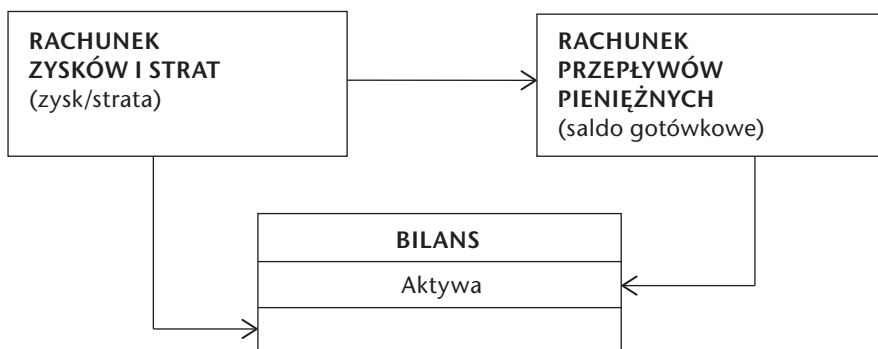 RACHUNEK
ZYSKÓW I STRAT
(zysk/strata)
RACHUNEK
PRZEPŁYWÓW
PIENIĘŻNYCH
(saldo gotówkowe)
BILANS
Aktywa